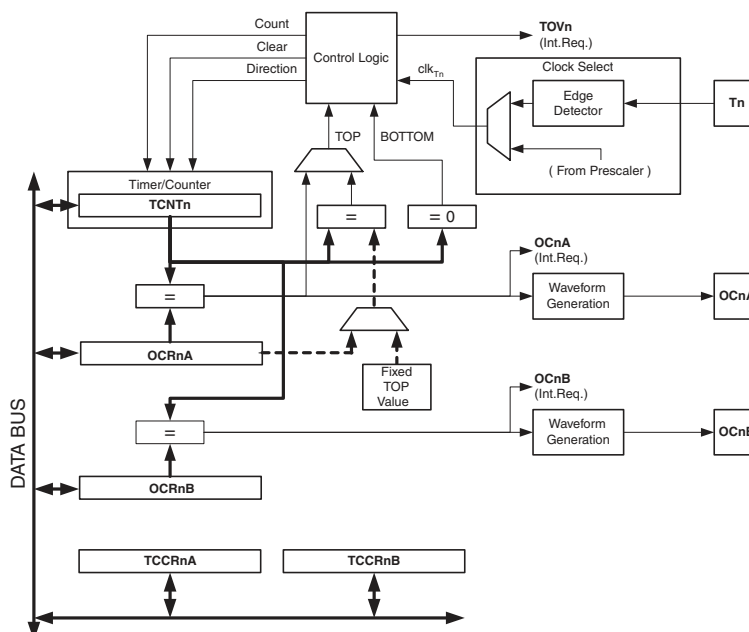 Count
Clear
Direction
Control Logic
TOVn
(Int.Req.)
clkTn
Clock Select
Edge
Detector
Tn
( From Prescaler )
TOP
BOTTOM
Timer/Counter
TCNTn
=
= 0
OCnA
(Int.Req.)
=
Waveform
Generation
OCnA
OCRnA
Fixed
TOP
Value
OCnB
(Int.Req.)
=
Waveform
Generation
OCnB
OCRnB
DATA BUS
TCCRnA
TCCRnB